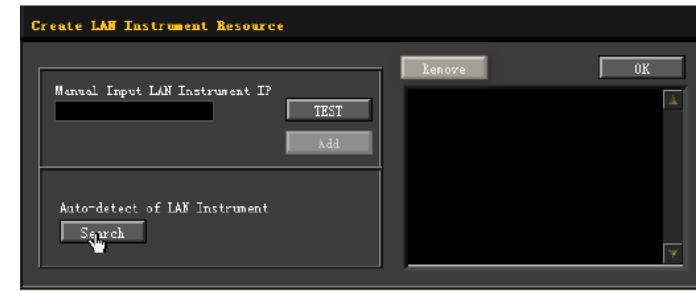 Create LAN Instrument Resource
Remove
OK
Manual Input LAN Instrument IP
TEST
Add
Auto-detect of LAN Instrument
Search